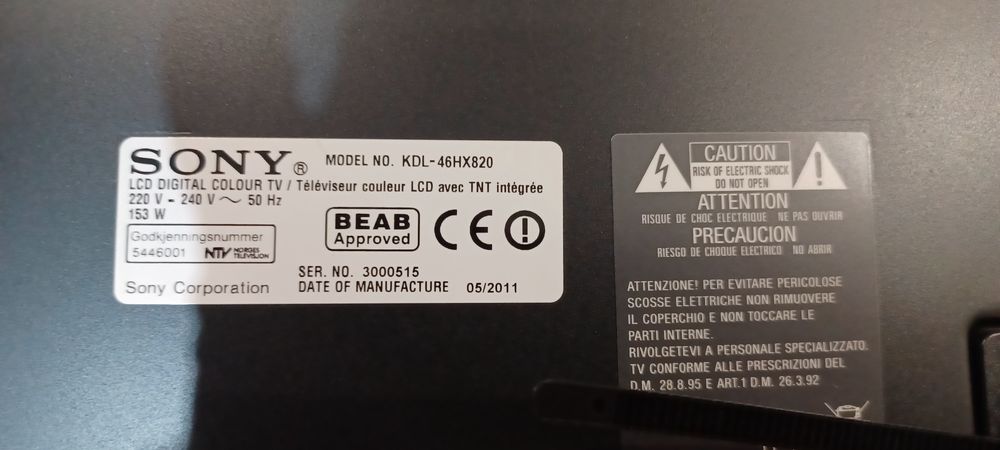 SONY®
MODEL NO. KDL-46HX820
LCD DIGITAL COLOUR TV / Téléviseur couleur LCD avec TNT intégrée
220 V - 240 V ~ 50 Hz
153 W
Godkjenningsnummer
5446001 NTV NORGES TELEVISION
BEAB
Approved
CE
SER. NO. 3000515
DATE OF MANUFACTURE 05/2011
Sony Corporation
CAUTION
RISK OF ELECTRIC SHOCK
DO NOT OPEN
ATTENTION
RISQUE DE CHOC ELECTRIQUE NE PAS OUVRIR
PRECAUCION
RIESGO DE CHOQUE ELECTRICO NO ABRIR
ATTENZIONE! PER EVITARE PERICOLOSE
SCOSSE ELETTRICHE NON RIMUOVERE
IL COPERCHIO E NON TOCCARE LE
PARTI INTERNE.
RIVOLGETEVI A PERSONALE SPECIALIZZATO.
TV CONFORME ALLE PRESCRIZIONI DEL
D.M. 28.8.95 E ART.1 D.M. 26.3.92